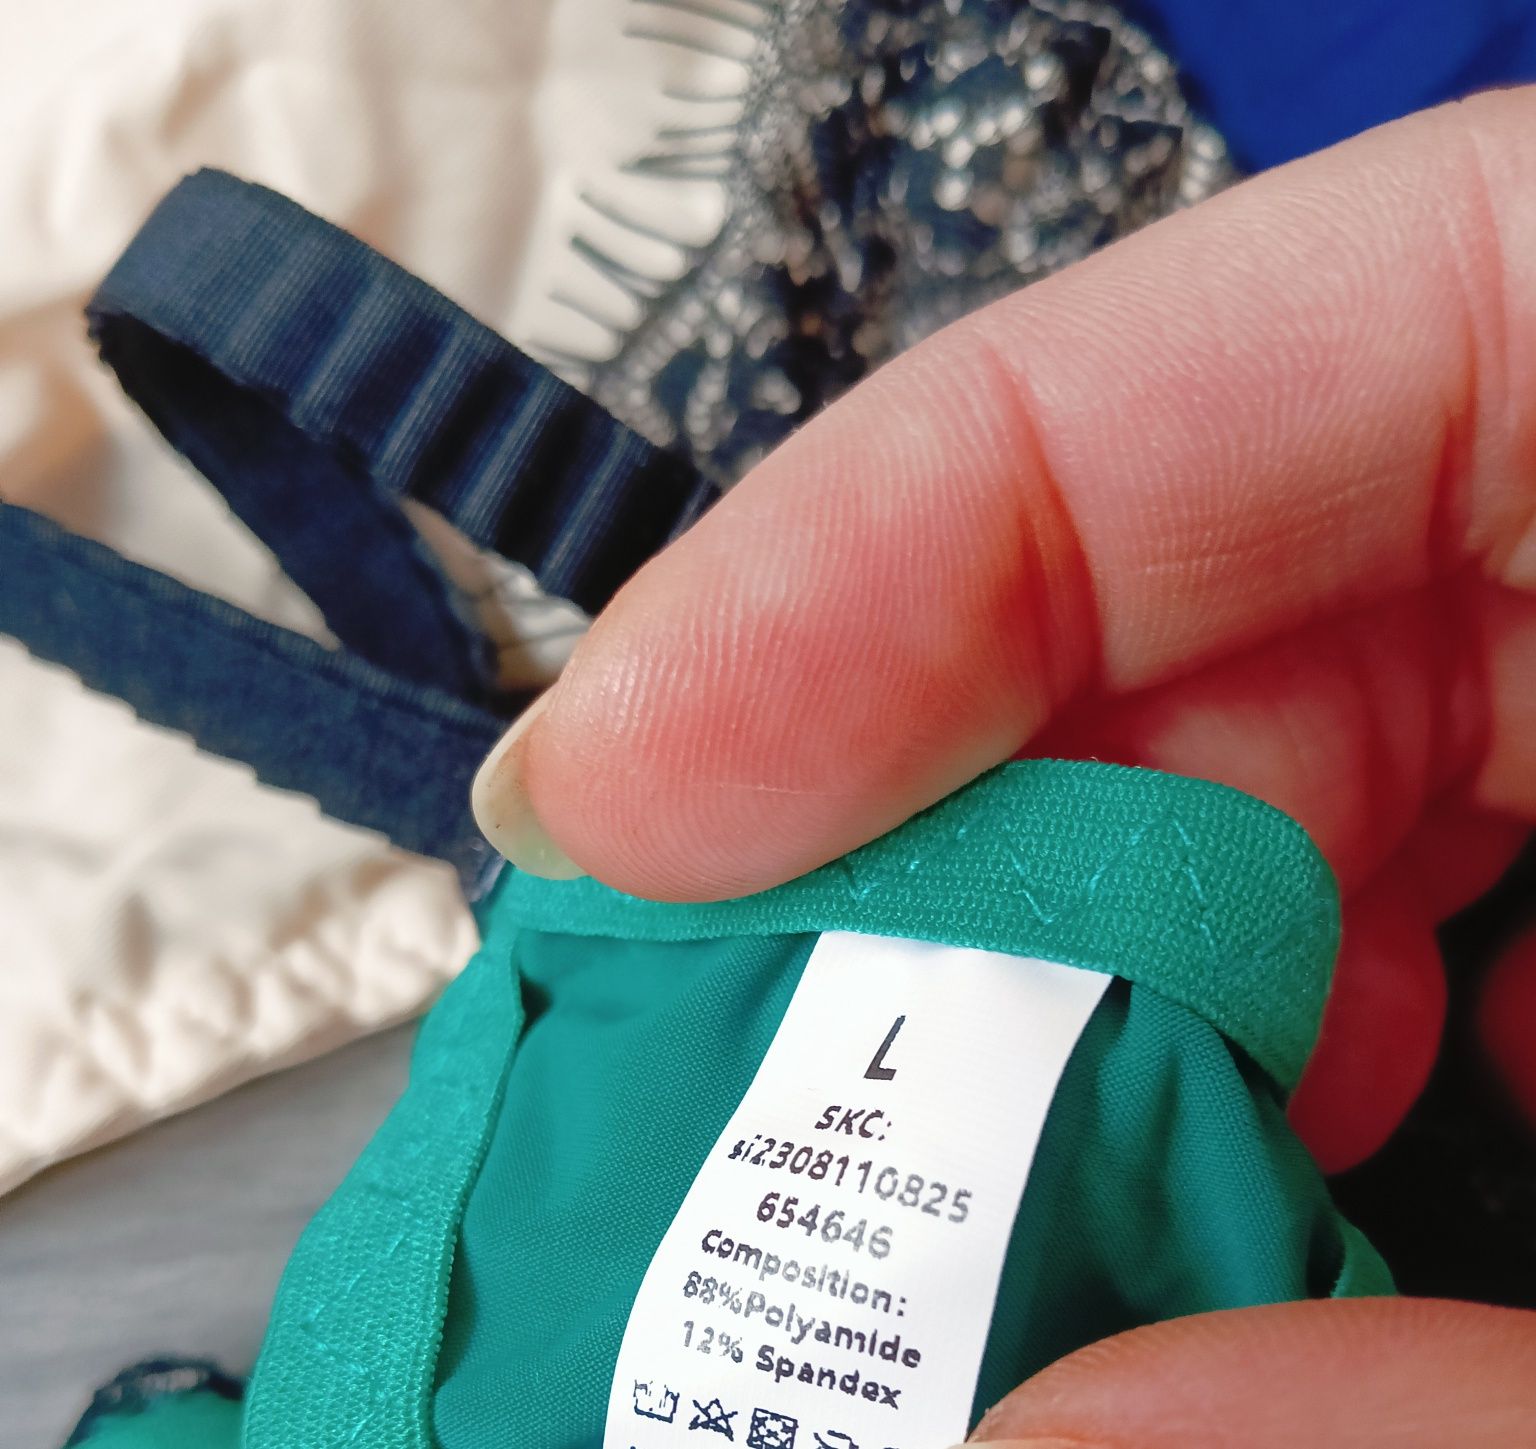 L
SKC:
si2308110825
654646
Composition:
88%Polyamide
12% Spandex